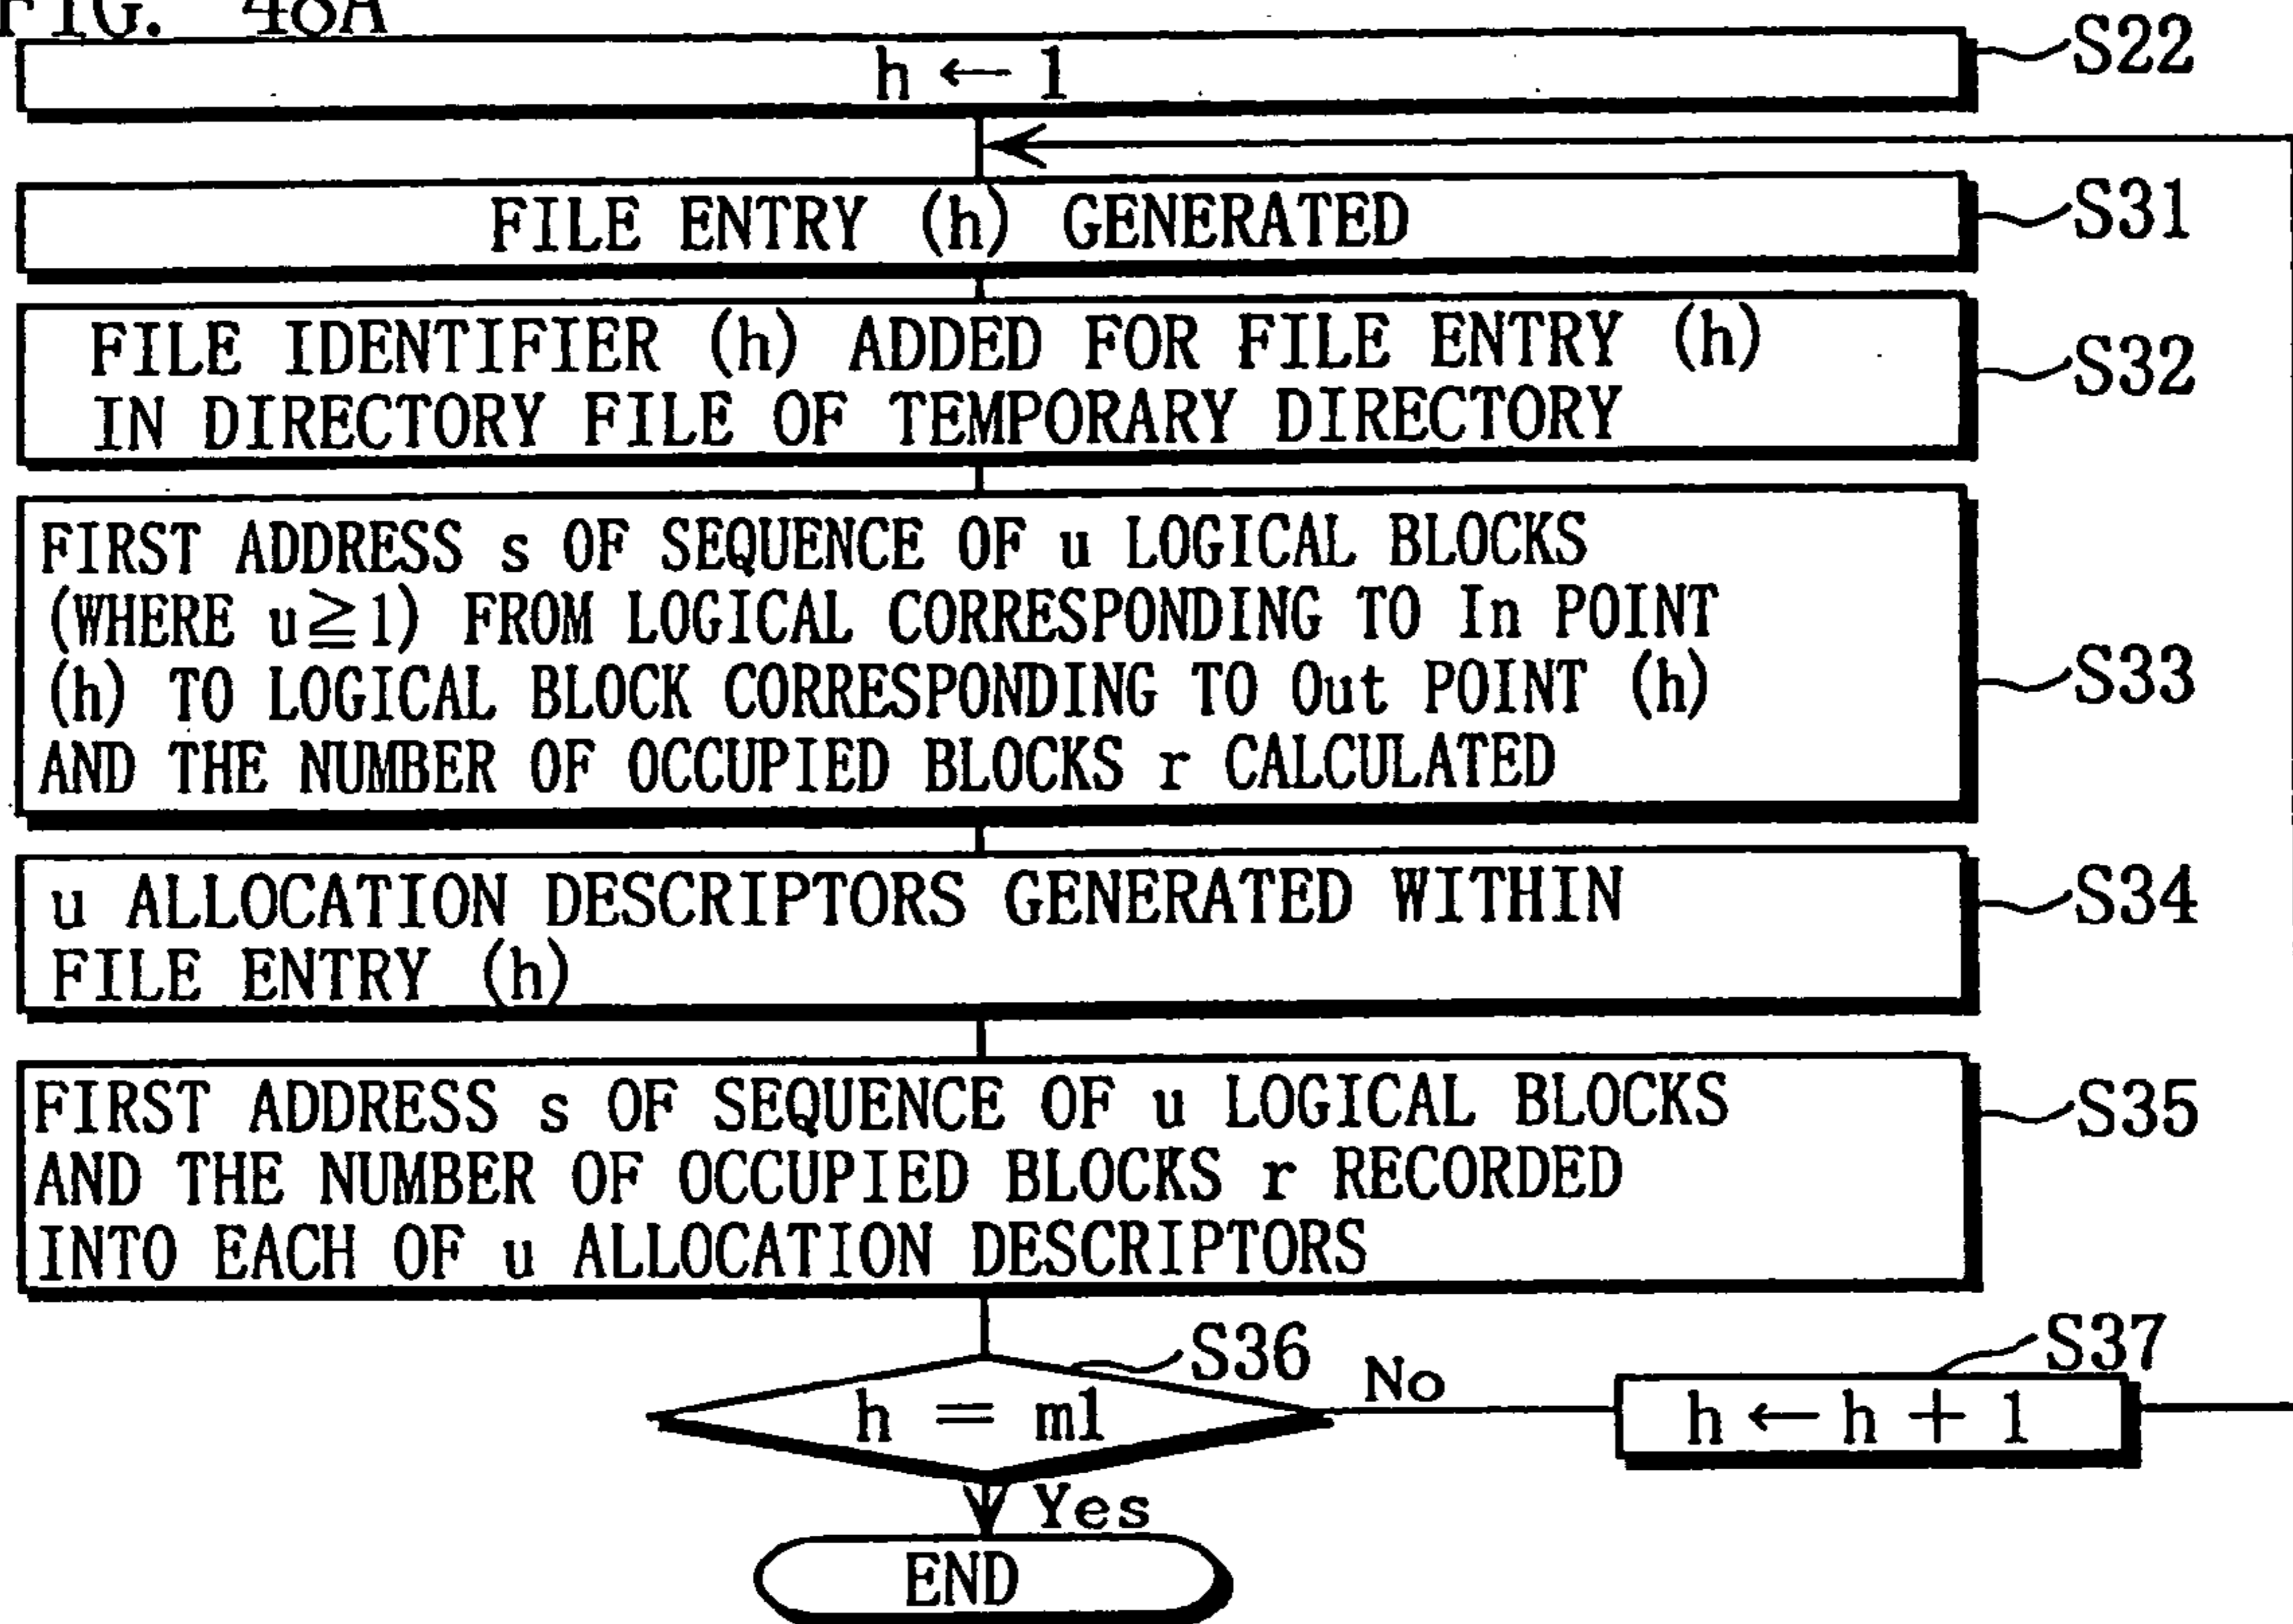 FIG. 48A
h ← 1
S22
FILE ENTRY (h) GENERATED
S31
FILE IDENTIFIER (h) ADDED FOR FILE ENTRY (h)
IN DIRECTORY FILE OF TEMPORARY DIRECTORY
S32
FIRST ADDRESS s OF SEQUENCE OF u LOGICAL BLOCKS
(WHERE u≧1) FROM LOGICAL CORRESPONDING TO In POINT
(h) TO LOGICAL BLOCK CORRESPONDING TO Out POINT (h)
AND THE NUMBER OF OCCUPIED BLOCKS r CALCULATED
S33
u ALLOCATION DESCRIPTORS GENERATED WITHIN
FILE ENTRY (h)
S34
FIRST ADDRESS s OF SEQUENCE OF u LOGICAL BLOCKS
AND THE NUMBER OF OCCUPIED BLOCKS r RECORDED
INTO EACH OF u ALLOCATION DESCRIPTORS
S35
S36
h = m1
No
S37
h ← h + 1
Yes
END